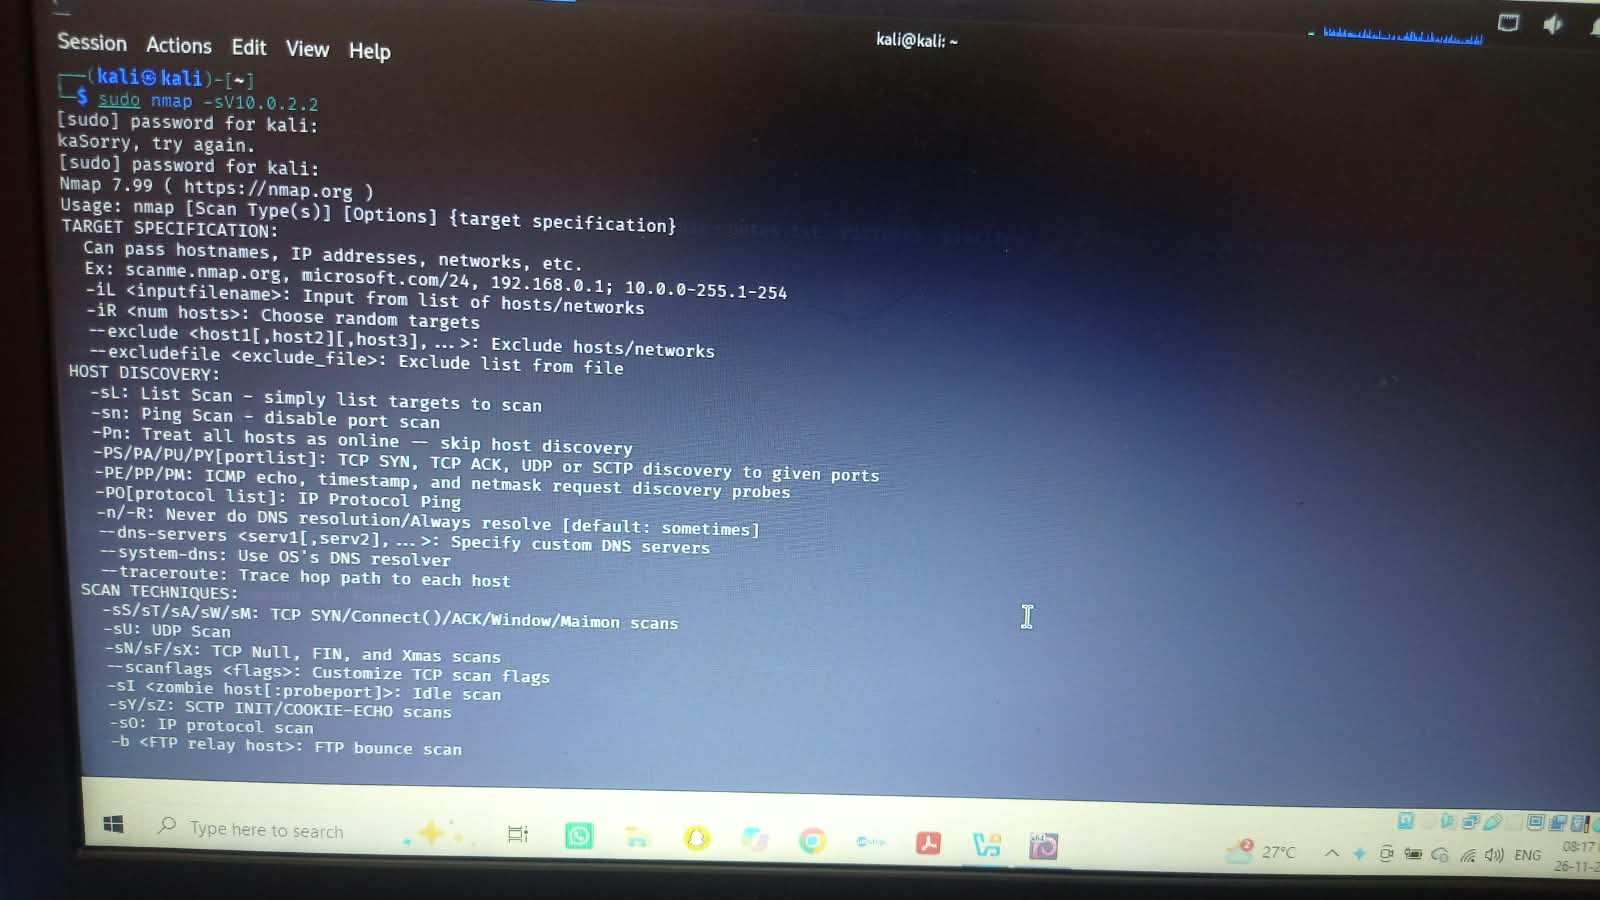 Session Actions Edit View Help
kali@kali: ~
(kali㉿kali)-[~]
$ sudo nmap -sV10.0.2.2
[sudo] password for kali:
kaSorry, try again.
[sudo] password for kali:
Nmap 7.99 ( https://nmap.org )
Usage: nmap [Scan Type(s)] [Options] {target specification}
TARGET SPECIFICATION:
Can pass hostnames, IP addresses, networks, etc.
Ex: scanme.nmap.org, microsoft.com/24, 192.168.0.1; 10.0.0-255.1-254
-iL <inputfilename>: Input from list of hosts/networks
-iR <num hosts>: Choose random targets
--exclude <host1[,host2][,host3],...>: Exclude hosts/networks
--excludefile <exclude_file>: Exclude list from file
HOST DISCOVERY:
-sL: List Scan - simply list targets to scan
-sn: Ping Scan - disable port scan
-Pn: Treat all hosts as online -- skip host discovery
-PS/PA/PU/PY[portlist]: TCP SYN, TCP ACK, UDP or SCTP discovery to given ports
-PE/PP/PM: ICMP echo, timestamp, and netmask request discovery probes
-PO[protocol list]: IP Protocol Ping
-n/-R: Never do DNS resolution/Always resolve [default: sometimes]
--dns-servers <serv1[,serv2],...>: Specify custom DNS servers
--system-dns: Use OS's DNS resolver
--traceroute: Trace hop path to each host
SCAN TECHNIQUES:
-sS/sT/sA/sW/sM: TCP SYN/Connect()/ACK/Window/Maimon scans
-sU: UDP Scan
-sN/sF/sX: TCP Null, FIN, and Xmas scans
--scanflags <flags>: Customize TCP scan flags
-sI <zombie host[:probeport]>: Idle scan
-sY/sZ: SCTP INIT/COOKIE-ECHO scans
-sO: IP protocol scan
-b <FTP relay host>: FTP bounce scan
Type here to search
2
27°C
ENG
08:17
26-11-2